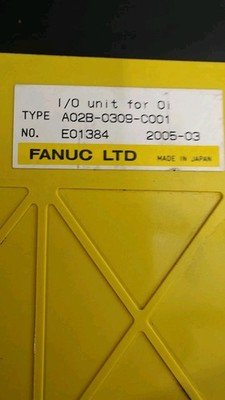 I/O unit for 0i
TYPE A02B-0309-C001
NO. E01384 2005-03
FANUC LTD MADE IN JAPAN